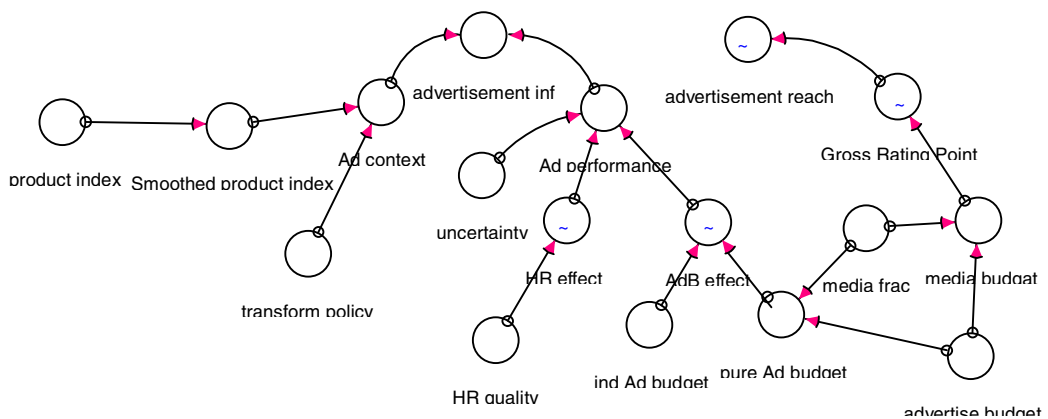 advertisement inf
advertisement reach
product index
Smoothed product index
Ad context
Ad performance
Gross Rating Point
uncertainty
transform policy
HR effect
AdB effect
media frac
media budgat
HR quality
ind Ad budget
pure Ad budget
advertise budget
~
~
~
~